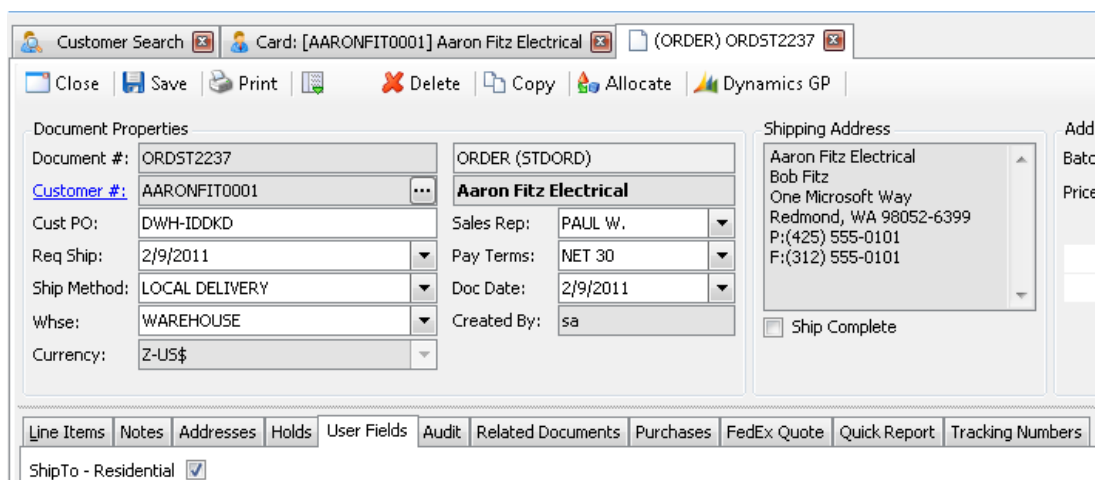 Customer Search Card: [AARONFIT0001] Aaron Fitz Electrical (ORDER) ORDST2237
Close Save Print Delete Copy Allocate Dynamics GP
Document Properties
Document #: ORDST2237 ORDER (STDORD)
Customer #: AARONFIT0001 ... Aaron Fitz Electrical
Cust PO: DWH-IDDKD Sales Rep: PAUL W.
Req Ship: 2/9/2011 Pay Terms: NET 30
Ship Method: LOCAL DELIVERY Doc Date: 2/9/2011
Whse: WAREHOUSE Created By: sa
Currency: Z-US$
Shipping Address
Aaron Fitz Electrical
Bob Fitz
One Microsoft Way
Redmond, WA 98052-6399
P:(425) 555-0101
F:(312) 555-0101
Ship Complete
Add
Batc
Price
Line Items Notes Addresses Holds User Fields Audit Related Documents Purchases FedEx Quote Quick Report Tracking Numbers
ShipTo - Residential